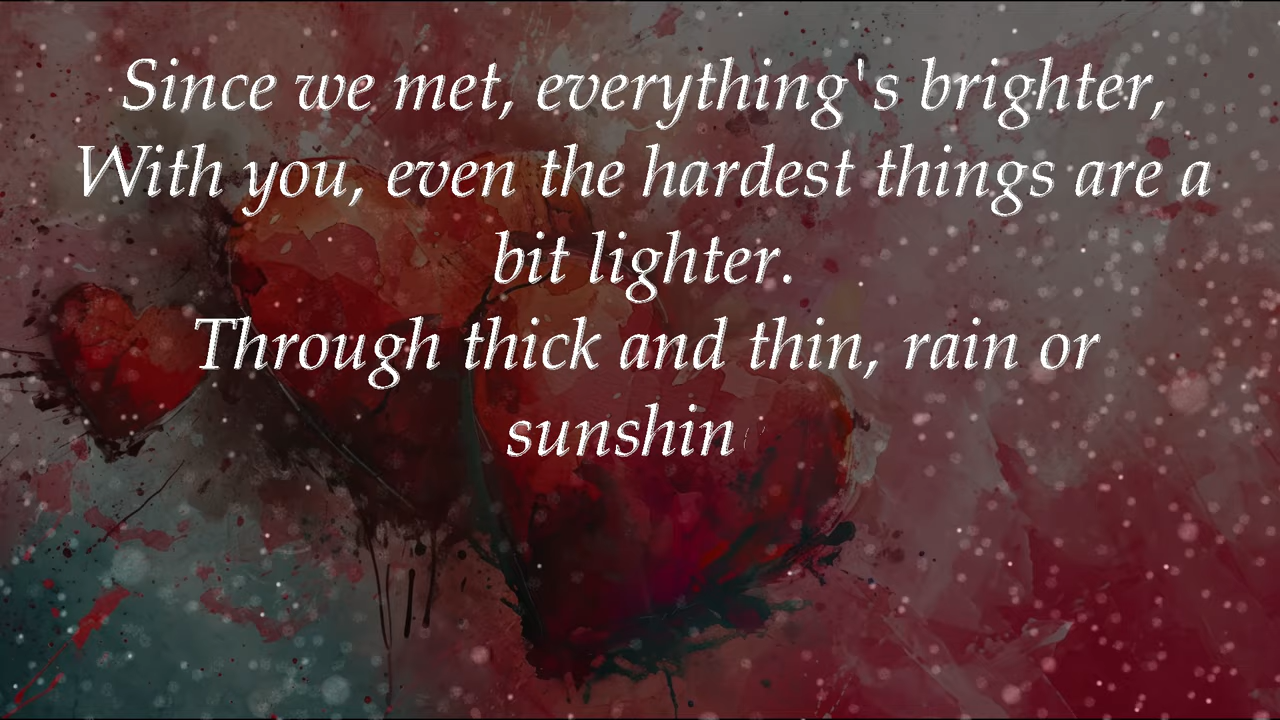 Since we met, everything's brighter,
With you, even the hardest things are a
bit lighter.
Through thick and thin, rain or
sunshin